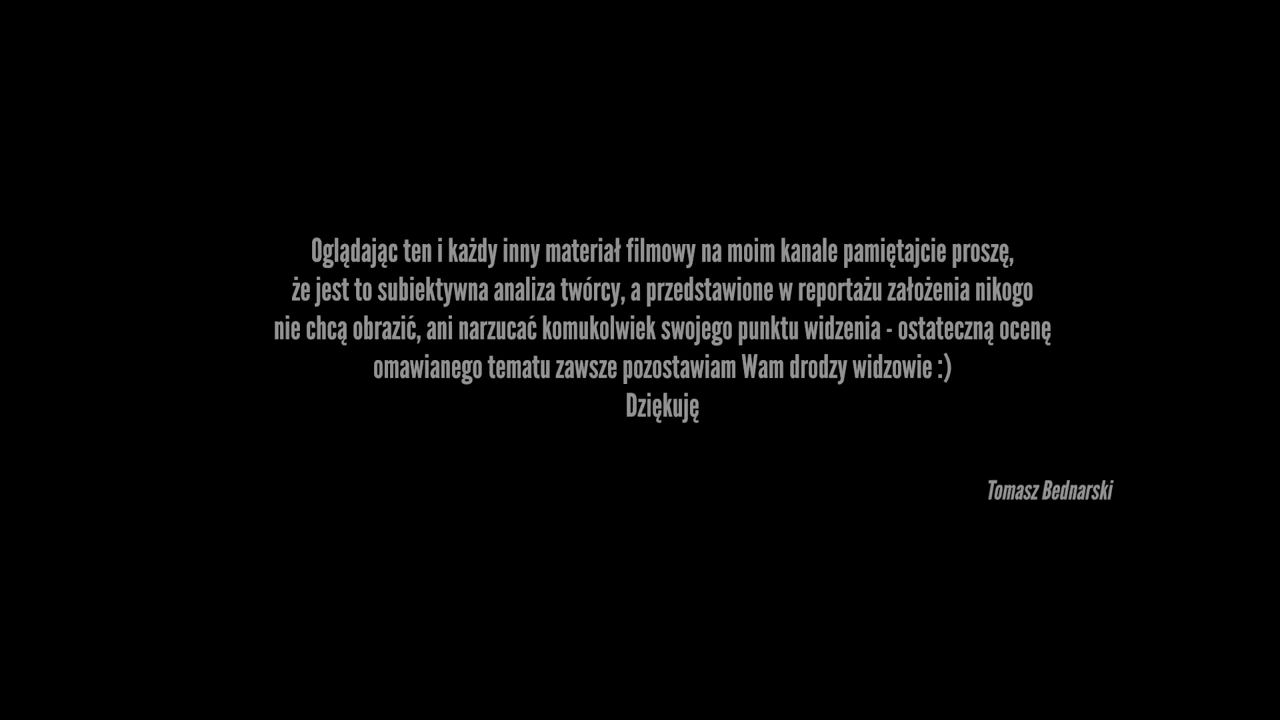 Oglądając ten i każdy inny materiał filmowy na moim kanale pamiętajcie proszę,
że jest to subiektywna analiza twórcy, a przedstawione w reportażu założenia nikogo
nie chcą obrazić, ani narzucać komukolwiek swojego punktu widzenia - ostateczną ocenę
omawianego tematu zawsze pozostawiam Wam drodzy widzowie :)
Dziękuję
Tomasz Bednarski